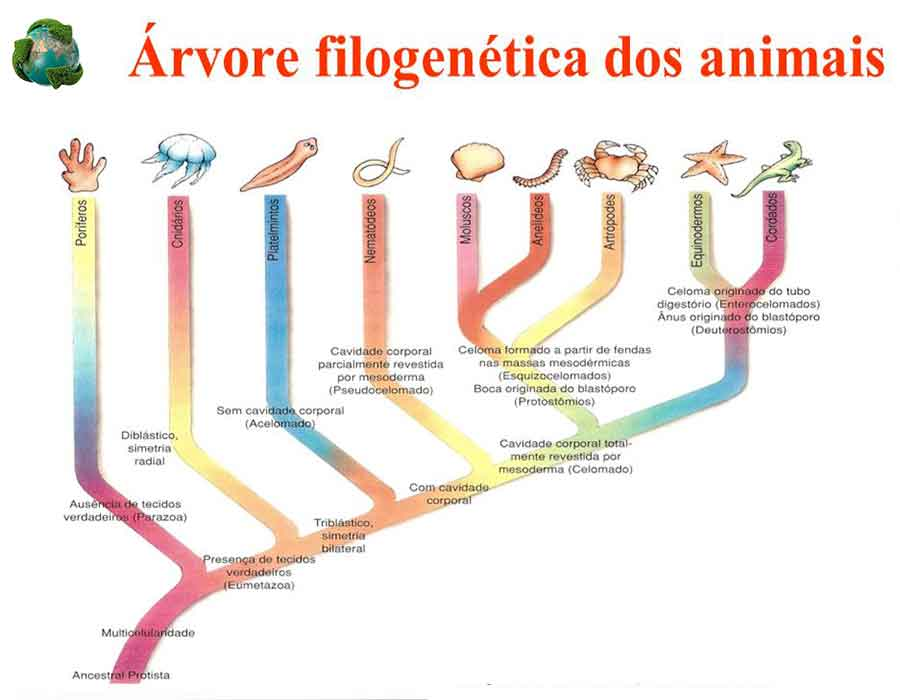 Árvore filogenética dos animais
Poríferos
Cnidários
Platelmintos
Nematódeos
Moluscos
Anelídeos
Artrópodes
Equinodermos
Cordados
Celoma originado do tubo
digestório (Enterocelomados)
Ânus originado do blastóporo
(Deuterostômios)
Cavidade corporal
parcialmente revestida
por mesoderma
(Pseudocelomado)
Celoma formado a partir de fendas
nas massas mesodérmicas
(Esquizocelomados)
Boca originada do blastóporo
(Protostômios)
Sem cavidade corporal
(Acelomado)
Diblástico,
simetria
radial
Cavidade corporal total-
mente revestida por
mesoderma (Celomado)
Com cavidade
corporal
Ausência de tecidos
verdadeiros (Parazoa)
Triblástico,
simetria
bilateral
Presença de tecidos
verdadeiros
(Eumetazoa)
Multicelularidade
Ancestral Protista